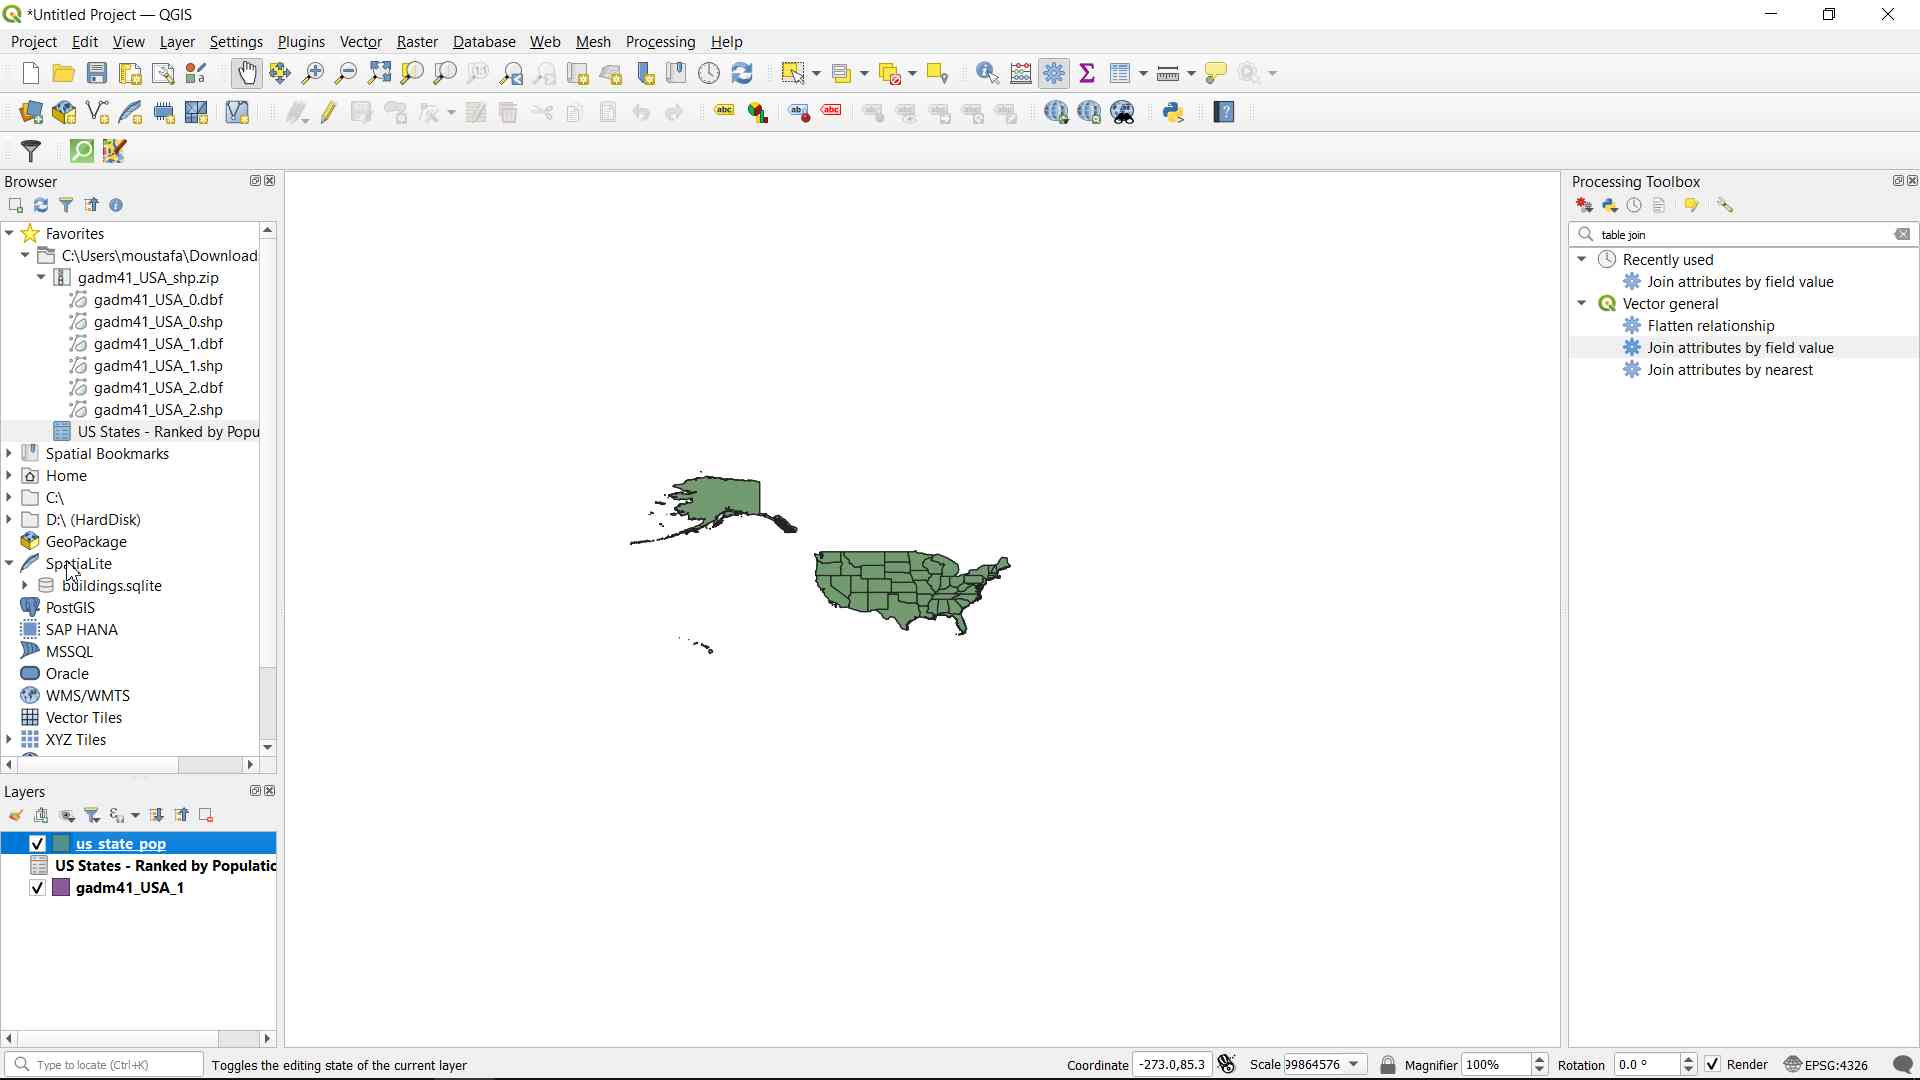 *Untitled Project — QGIS
Project Edit View Layer Settings Plugins Vector Raster Database Web Mesh Processing Help
Browser
Favorites
C:\Users\moustafa\Download
gadm41_USA_shp.zip
gadm41_USA_0.dbf
gadm41_USA_0.shp
gadm41_USA_1.dbf
gadm41_USA_1.shp
gadm41_USA_2.dbf
gadm41_USA_2.shp
US States - Ranked by Popu
Spatial Bookmarks
Home
C:\
D:\ (HardDisk)
GeoPackage
SpatiaLite
buildings.sqlite
PostGIS
SAP HANA
MSSQL
Oracle
WMS/WMTS
Vector Tiles
XYZ Tiles
Layers
us state pop
US States - Ranked by Populatic
gadm41_USA_1
Processing Toolbox
table join
Recently used
Join attributes by field value
Vector general
Flatten relationship
Join attributes by field value
Join attributes by nearest
Type to locate (Ctrl+K) Toggles the editing state of the current layer Coordinate -273.0,85.3 Scale 99864576 Magnifier 100% Rotation 0.0 ° Render EPSG:4326